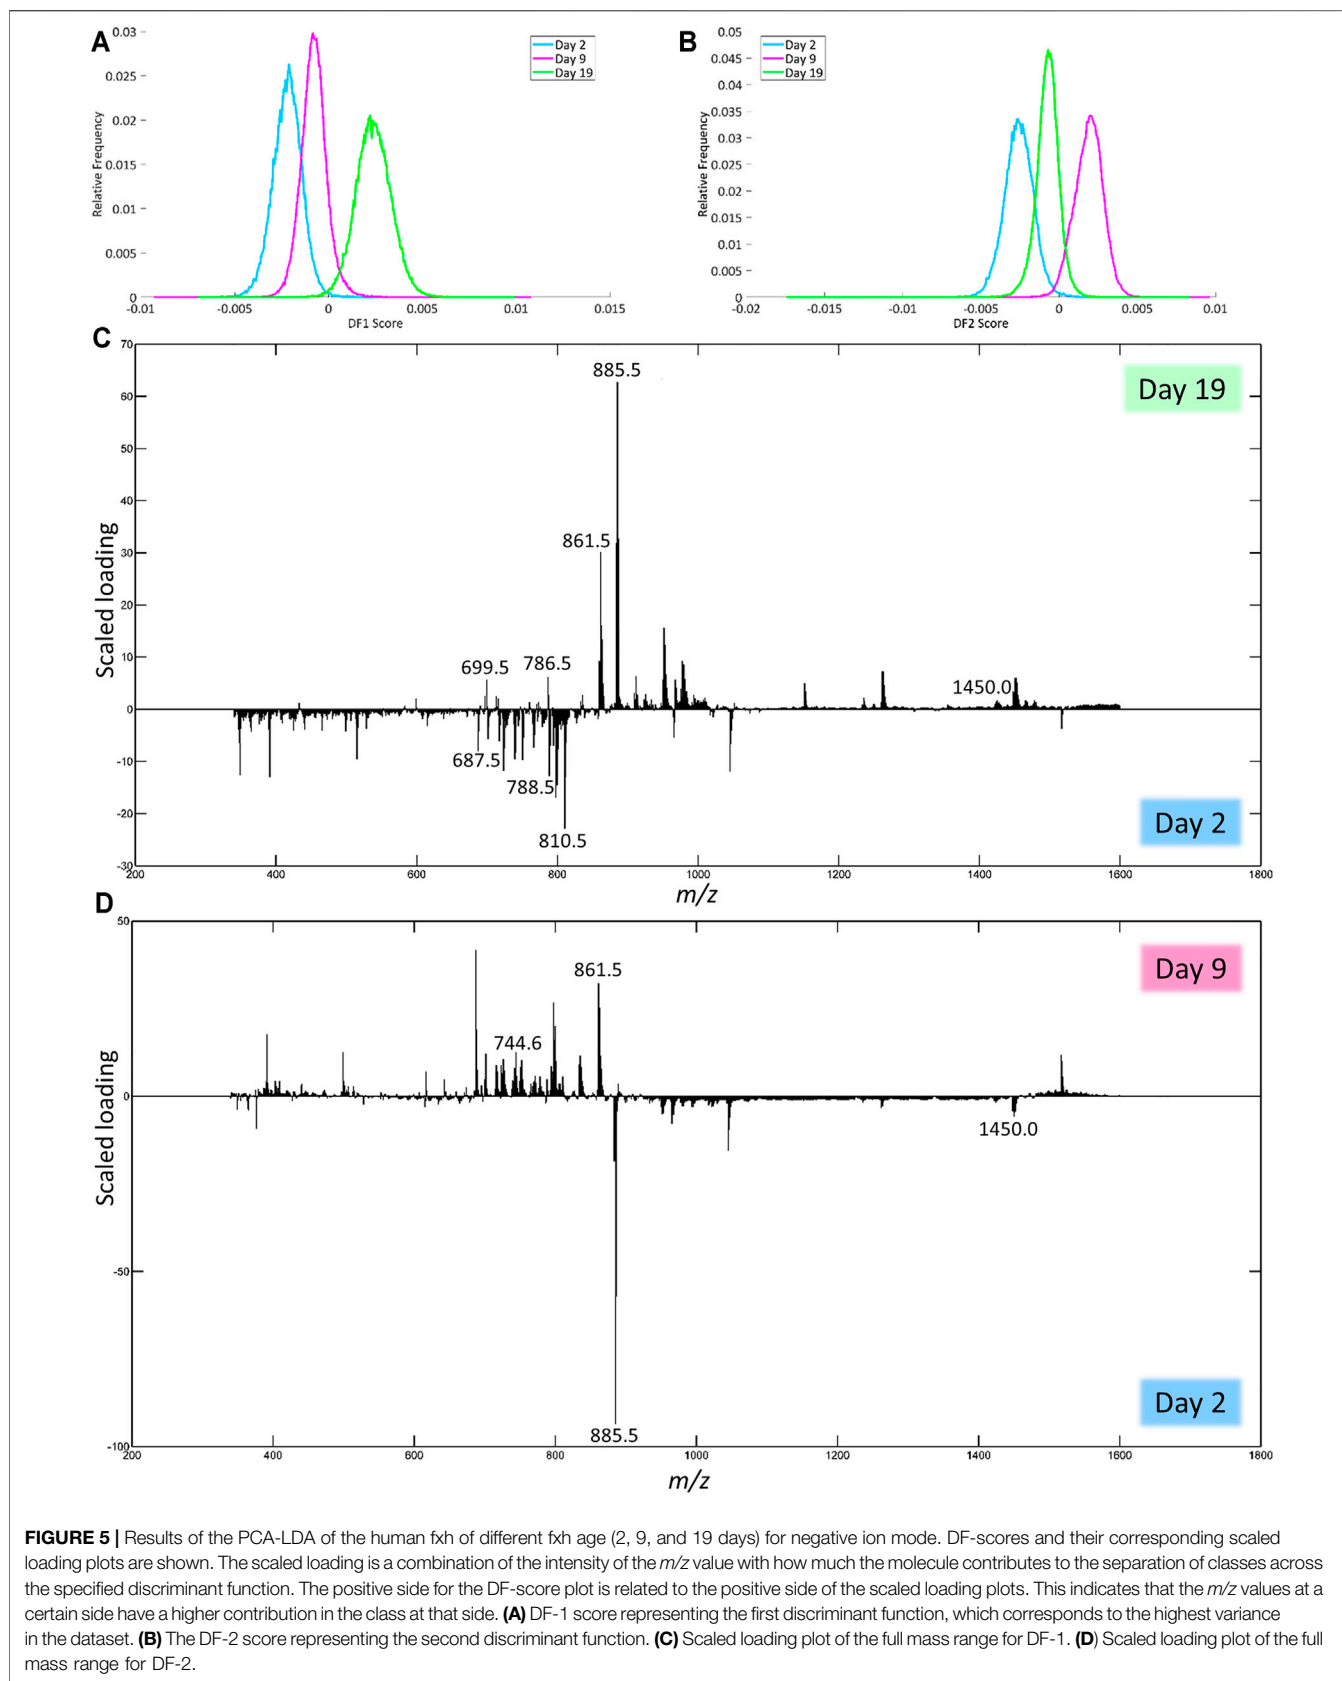 A
0.03
0.025
0.02
0.015
0.01
0.005
0
Relative Frequency
-0.01 -0.005 0 0.005 0.01 0.015
DF1 Score
Day 2
Day 9
Day 19
B
0.05
0.045
0.04
0.035
0.03
0.025
0.02
0.015
0.01
0.005
0
Relative Frequency
-0.02 -0.015 -0.01 -0.005 0 0.005 0.01
DF2 Score
Day 2
Day 9
Day 19
C
70
60
50
40
30
20
10
0
-10
-20
-30
Scaled loading
885.5
Day 19
861.5
699.5 786.5
1450.0
687.5
788.5
810.5
Day 2
200 400 600 800 1000 1200 1400 1600 1800
m/z
D
50
0
-50
-100
Scaled loading
861.5
Day 9
744.6
1450.0
Day 2
885.5
200 400 600 800 1000 1200 1400 1600 1800
m/z
FIGURE 5 | Results of the PCA-LDA of the human fxh of different fxh age (2, 9, and 19 days) for negative ion mode. DF-scores and their corresponding scaled
loading plots are shown. The scaled loading is a combination of the intensity of the m/z value with how much the molecule contributes to the separation of classes across
the specified discriminant function. The positive side for the DF-score plot is related to the positive side of the scaled loading plots. This indicates that the m/z values at a
certain side have a higher contribution in the class at that side. (A) DF-1 score representing the first discriminant function, which corresponds to the highest variance
in the dataset. (B) The DF-2 score representing the second discriminant function. (C) Scaled loading plot of the full mass range for DF-1. (D) Scaled loading plot of the full
mass range for DF-2.